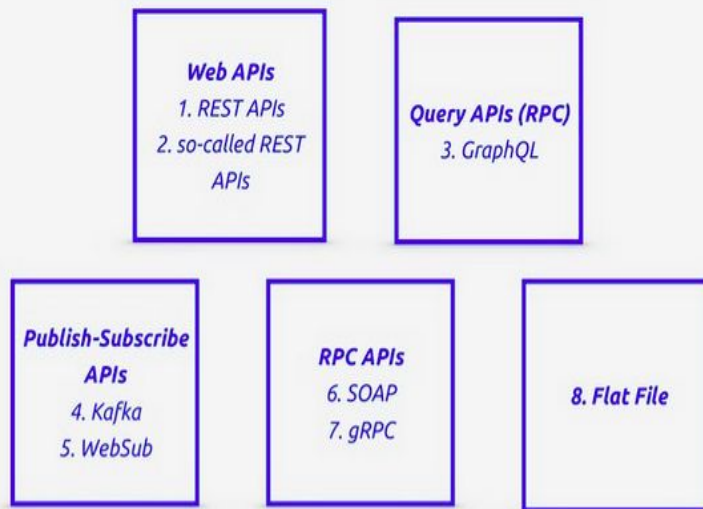 Web APIs
1. REST APIs
2. so-called REST
APIs
Query APIs (RPC)
3. GraphQL
Publish-Subscribe
APIs
4. Kafka
5. WebSub
RPC APIs
6. SOAP
7. gRPC
8. Flat File